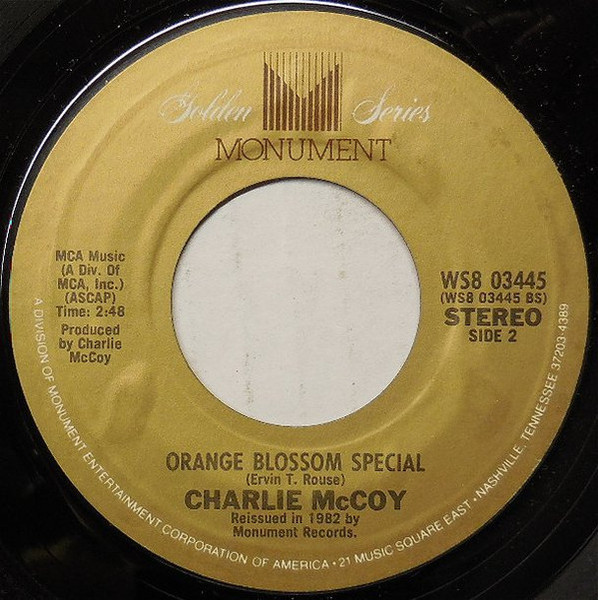 Golden Series
MONUMENT
MCA Music
(A Div. Of
MCA, Inc.)
(ASCAP)
Time: 2:48
Produced
by Charlie
McCoy
WS8 03445
(WS8 03445 BS)
STEREO
SIDE 2
ORANGE BLOSSOM SPECIAL
(Ervin T. Rouse)
CHARLIE McCOY
Reissued in 1982 by
Monument Records.
A DIVISION OF MONUMENT ENTERTAINMENT CORPORATION OF AMERICA • 21 MUSIC SQUARE EAST • NASHVILLE, TENNESSEE 37203-4389